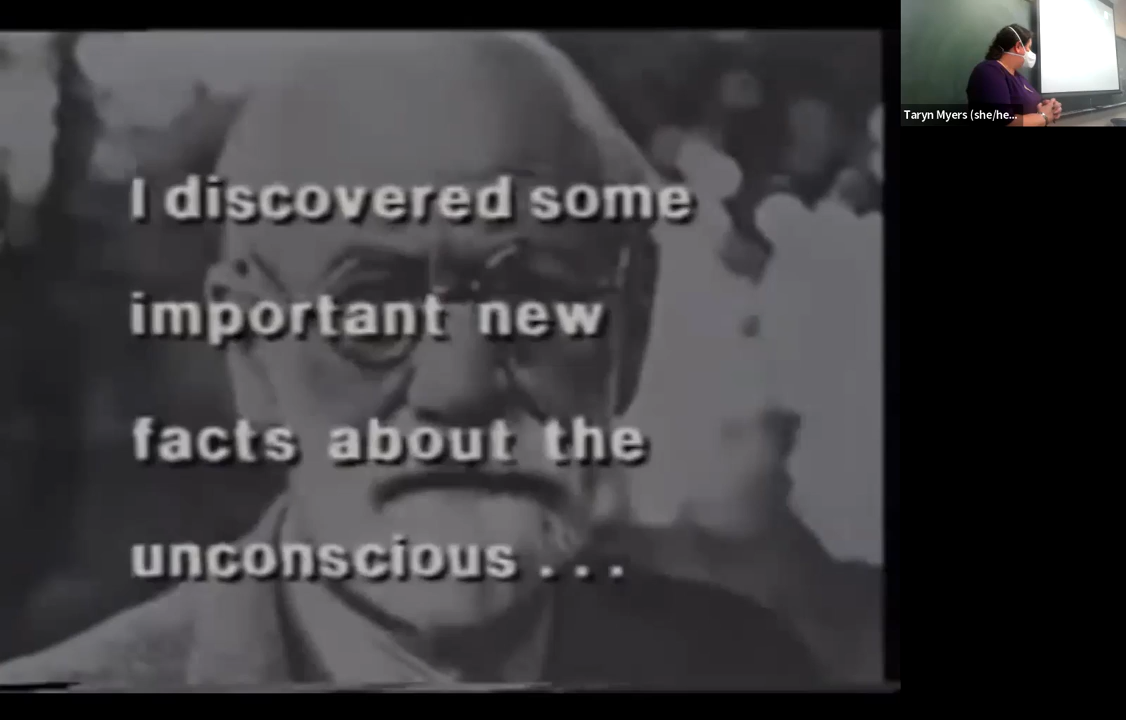 I discovered some
important new
facts about the
unconscious . . .
Taryn Myers (she/he...